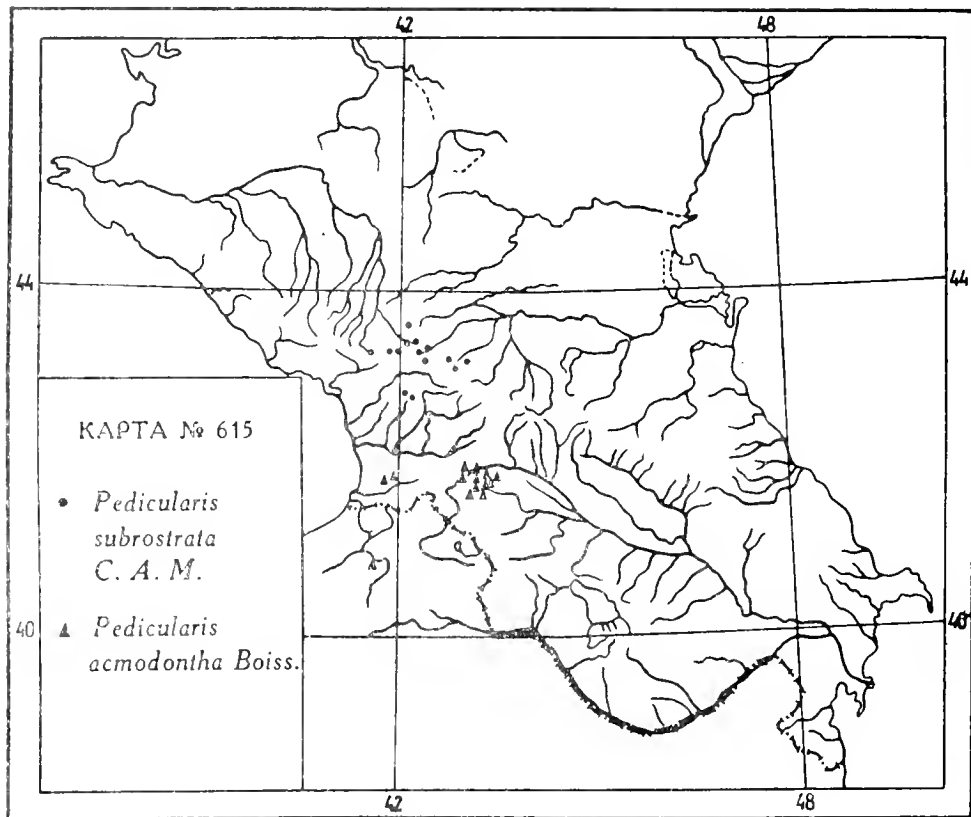 42 48
44 44
КАРТА № 615
Pedicularis
subrostrata
C. A. M.
Pedicularis
acmodontha Boiss.
40 40
42 48